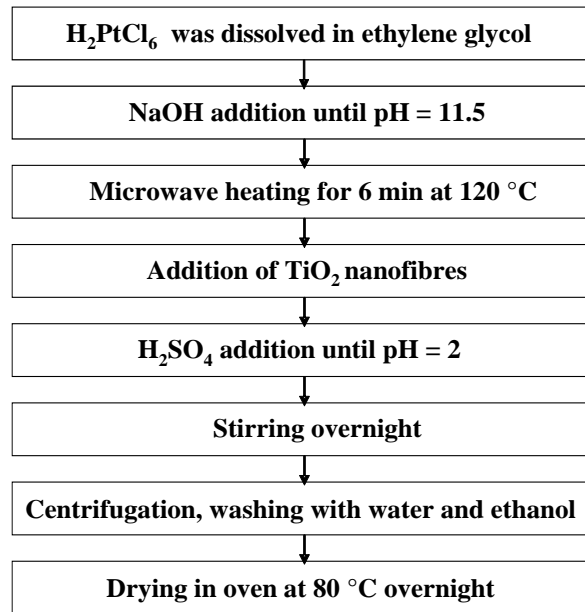 H₂PtCl₆ was dissolved in ethylene glycol
NaOH addition until pH = 11.5
Microwave heating for 6 min at 120 °C
Addition of TiO₂ nanofibres
H₂SO₄ addition until pH = 2
Stirring overnight
Centrifugation, washing with water and ethanol
Drying in oven at 80 °C overnight